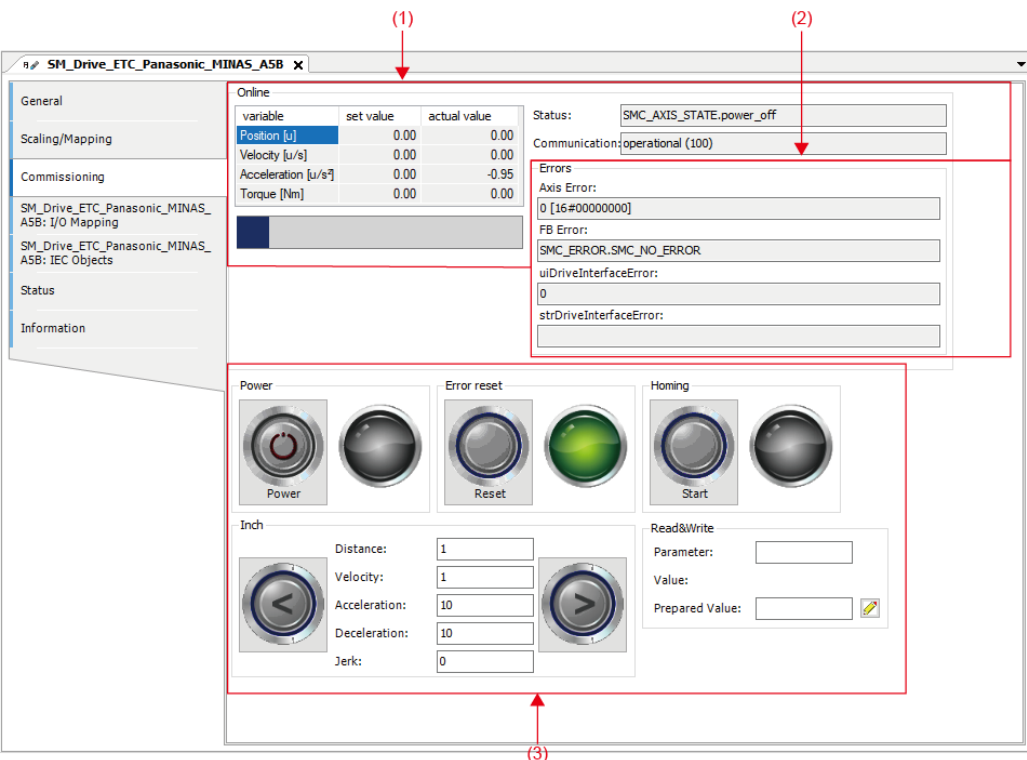 (1)
(2)
SM_Drive_ETC_Panasonic_MINAS_A5B X
General
Scaling/Mapping
Commissioning
SM_Drive_ETC_Panasonic_MINAS_
A5B: I/O Mapping
SM_Drive_ETC_Panasonic_MINAS_
A5B: IEC Objects
Status
Information
Online
variable set value actual value
Position [u] 0.00 0.00
Velocity [u/s] 0.00 0.00
Acceleration [u/s²] 0.00 -0.95
Torque [Nm] 0.00 0.00
Status: SMC_AXIS_STATE.power_off
Communication: operational (100)
Errors
Axis Error:
0 [16#00000000]
FB Error:
SMC_ERROR.SMC_NO_ERROR
uiDriveInterfaceError:
0
strDriveInterfaceError:
Power
Power
Error reset
Reset
Homing
Start
Inch
<
Distance: 1
Velocity: 1
Acceleration: 10
Deceleration: 10
Jerk: 0
>
Read&Write
Parameter:
Value:
Prepared Value:
(3)